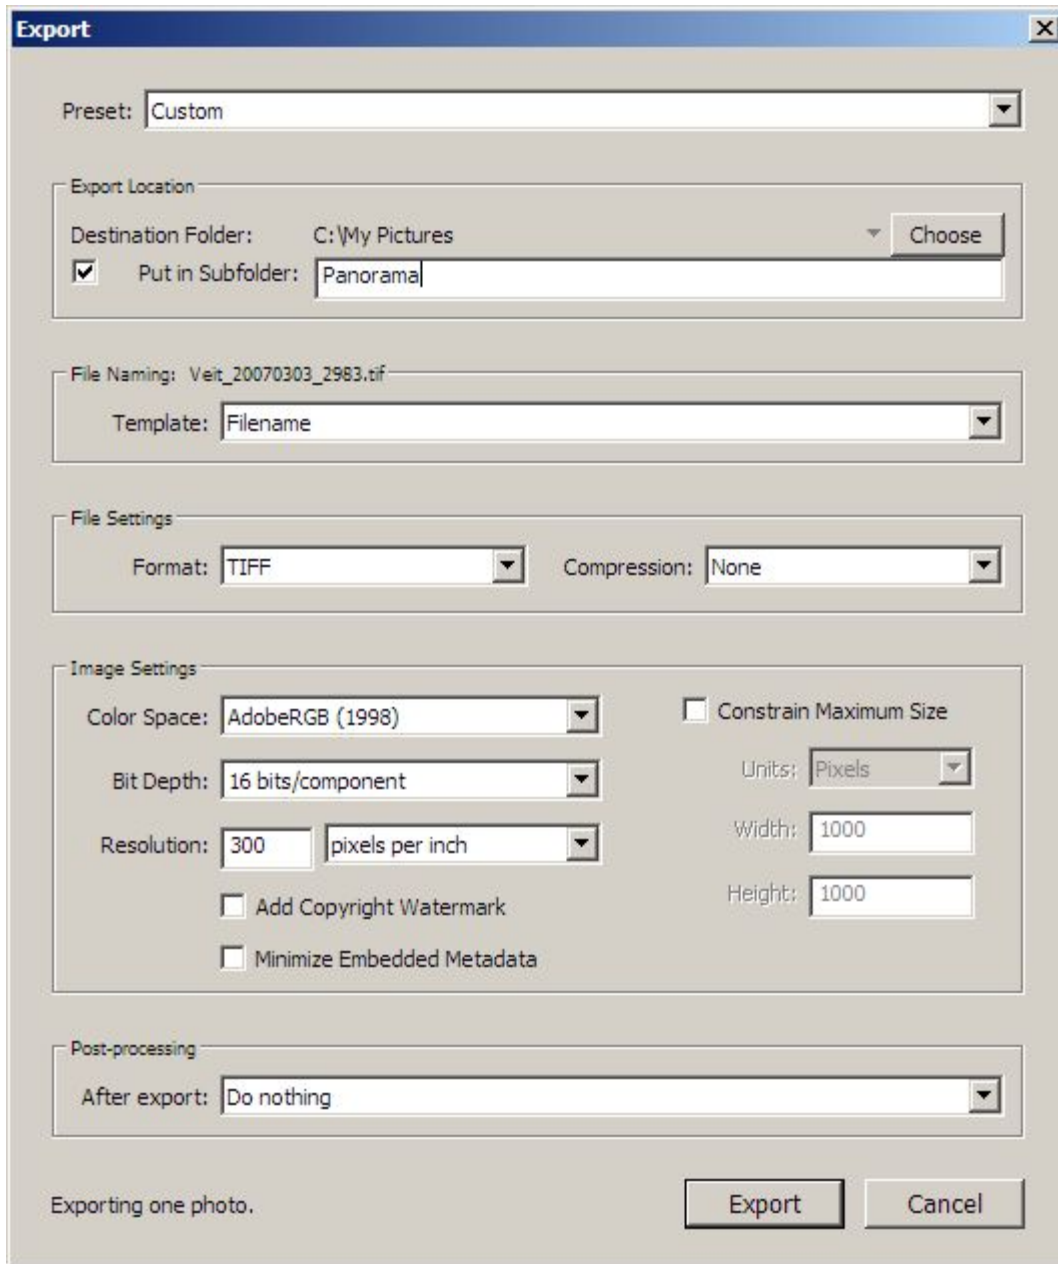 Export
Preset: Custom
Export Location
Destination Folder: C:\My Pictures Choose
Put in Subfolder: Panorama
File Naming: Veit_20070303_2983.tif
Template: Filename
File Settings
Format: TIFF Compression: None
Image Settings
Color Space: AdobeRGB (1998) Constrain Maximum Size
Bit Depth: 16 bits/component Units: Pixels
Resolution: 300 pixels per inch Width: 1000
Add Copyright Watermark Height: 1000
Minimize Embedded Metadata
Post-processing
After export: Do nothing
Exporting one photo. Export Cancel